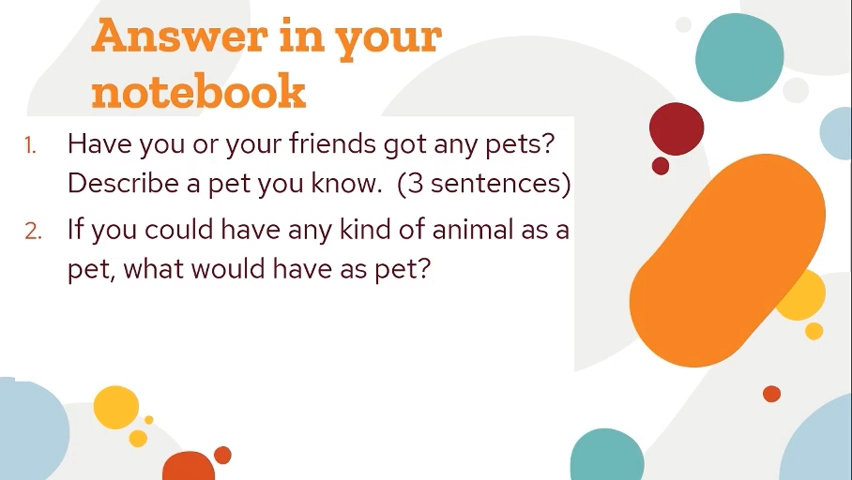 Answer in your
notebook
1. Have you or your friends got any pets?
Describe a pet you know. (3 sentences)
2. If you could have any kind of animal as a
pet, what would have as pet?